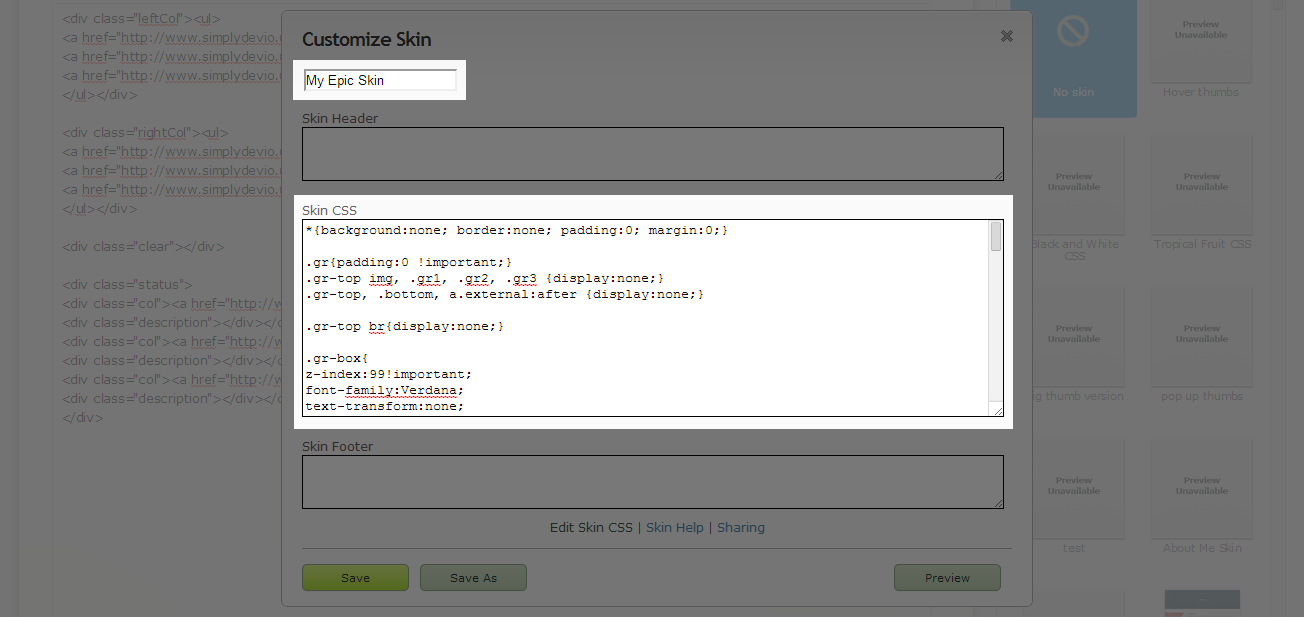 <div class="leftCol"><ul>
<a href="http://www.simplydevio.
<a href="http://www.simplydevio.
<a href="http://www.simplydevio.
</ul></div>
<div class="rightCol"><ul>
<a href="http://www.simplydevio.
<a href="http://www.simplydevio.
<a href="http://www.simplydevio.
</ul></div>
<div class="clear"></div>
<div class="status">
<div class="col"><a href="http://w
<div class="description"></div></
<div class="col"><a href="http://w
<div class="description"></div></
<div class="col"><a href="http://w
<div class="description"></div></
</div>
Customize Skin
My Epic Skin
Skin Header
Skin CSS
*{background:none; border:none; padding:0; margin:0;}
.gr{padding:0 !important;}
.gr-top img, .gr1, .gr2, .gr3 {display:none;}
.gr-top, .bottom, a.external:after {display:none;}
.gr-top br{display:none;}
.gr-box{
z-index:99!important;
font-family:Verdana;
text-transform:none;
Skin Footer
Edit Skin CSS | Skin Help | Sharing
Save
Save As
Preview
No skin
Preview
Unavailable
Hover thumbs
Preview
Unavailable
Black and White
CSS
Preview
Unavailable
Tropical Fruit CSS
Preview
Unavailable
thumb version
Preview
Unavailable
pop up thumbs
Preview
Unavailable
test
Preview
Unavailable
About Me Skin